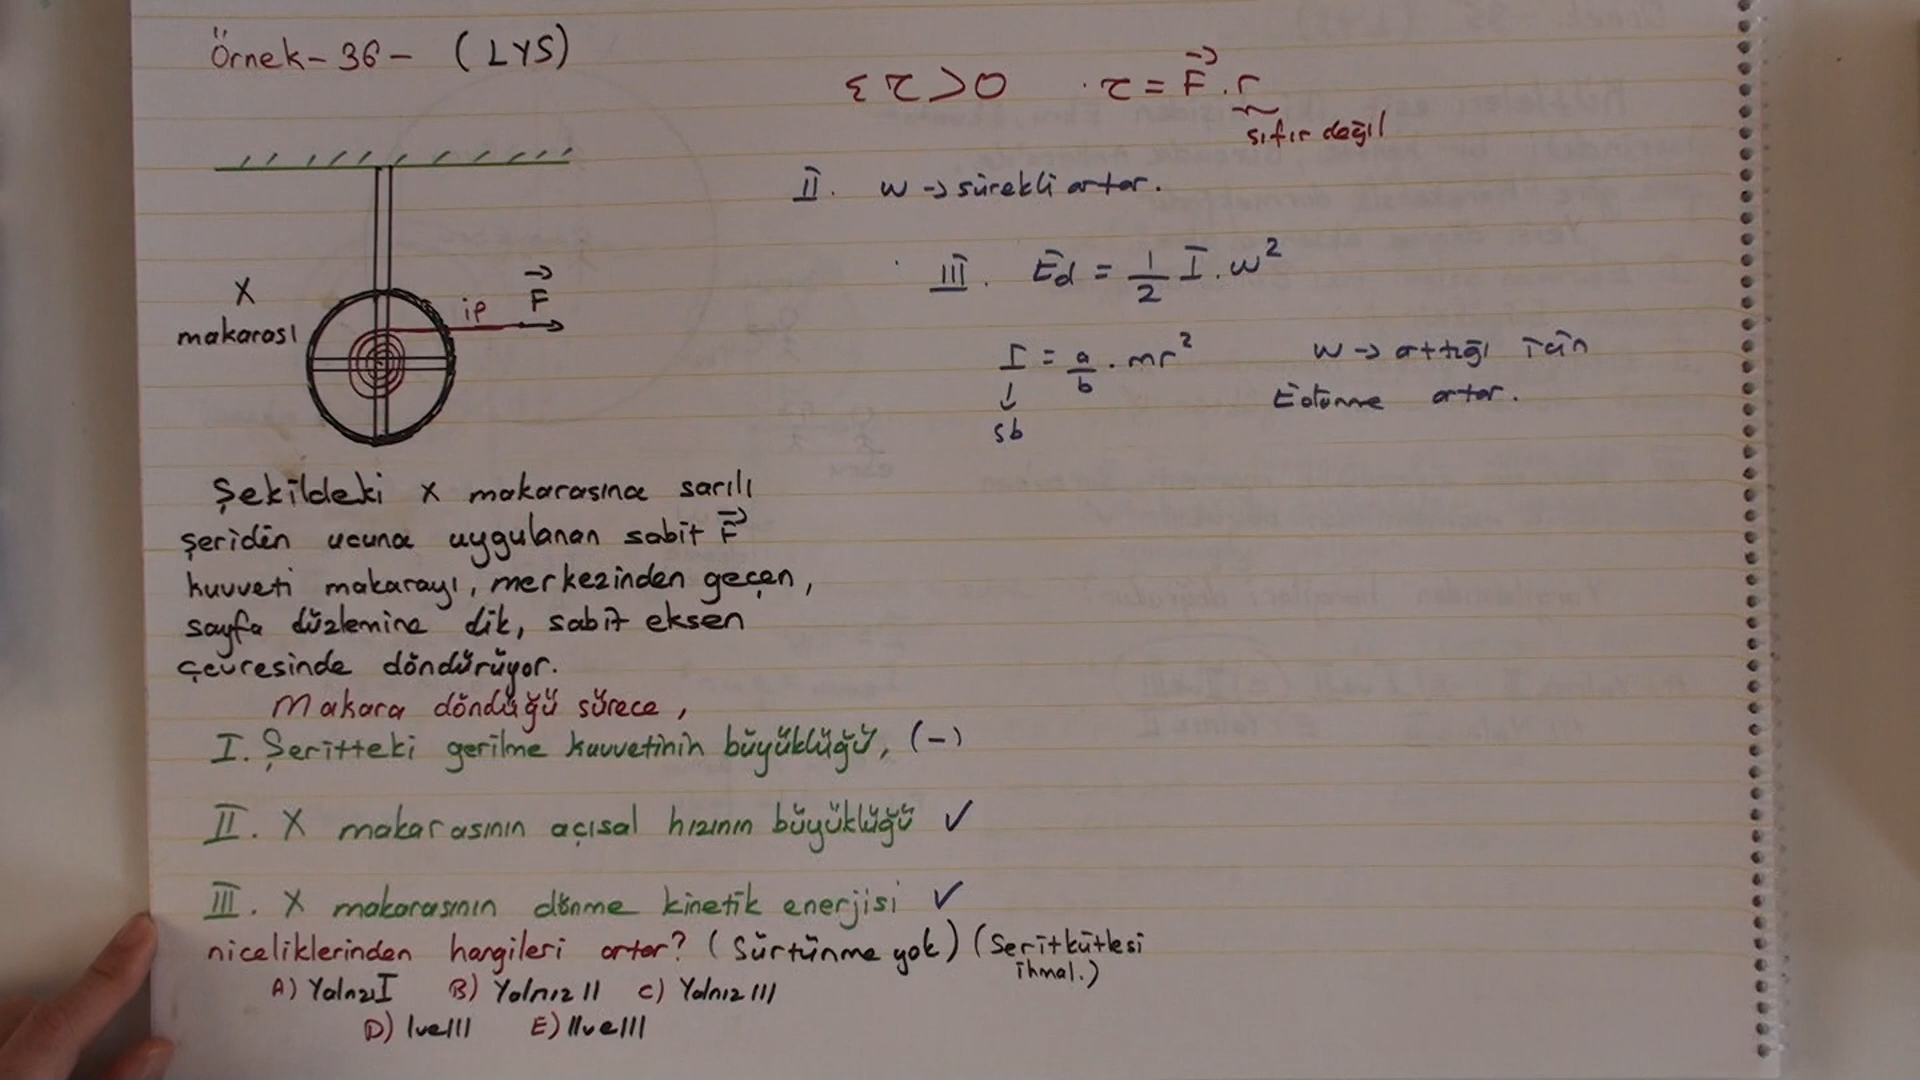 Örnek-36- (LYS)
Στ>0 . τ = F . r
sıfır değil
II. w → sürekli artar.
III. Ed = 1/2 I . w²
I = a/b . mr²
↓
sb
w → arttığı için
Edönme artar.
X
makarası
ip
F
Şekildeki X makarasına sarılı
şeridin ucuna uygulanan sabit F
kuvveti makarayı, merkezinden geçen,
sayfa düzlemine dik, sabit eksen
çevresinde döndürüyor.
Makara döndüğü sürece,
I. Şeritteki gerilme kuvvetinin büyüklüğü, (-)
II. X makarasının açısal hızının büyüklüğü ✓
III. X makarasının dönme kinetik enerjisi ✓
niceliklerinden hangileri artar? (Sürtünme yok) (Şerit kütlesi
ihmal.)
A) Yalnız I B) Yalnız II C) Yalnız III
D) I ve III E) II ve III